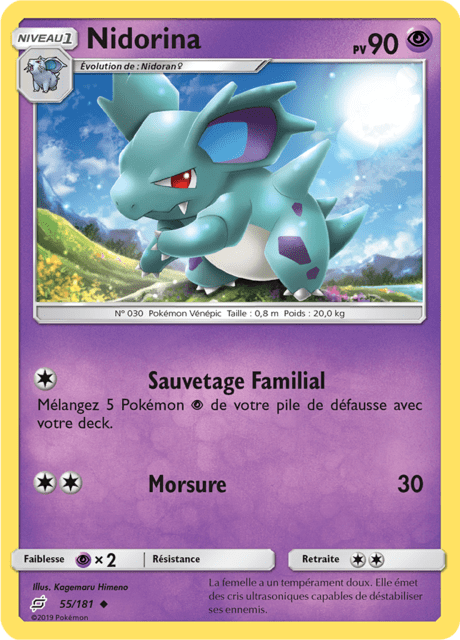 NIVEAU 1
Nidorina
PV 90
Évolution de : Nidoran♀
N° 030 Pokémon Vénépic Taille : 0,8 m Poids : 20,0 kg
Sauvetage Familial
Mélangez 5 Pokémon de votre pile de défausse avec
votre deck.
Morsure 30
Faiblesse ×2 Résistance Retraite
Illus. Kagemaru Himeno
55/181
©2019 Pokémon
La femelle a un tempérament doux. Elle émet
des cris ultrasoniques capables de déstabiliser
ses ennemis.